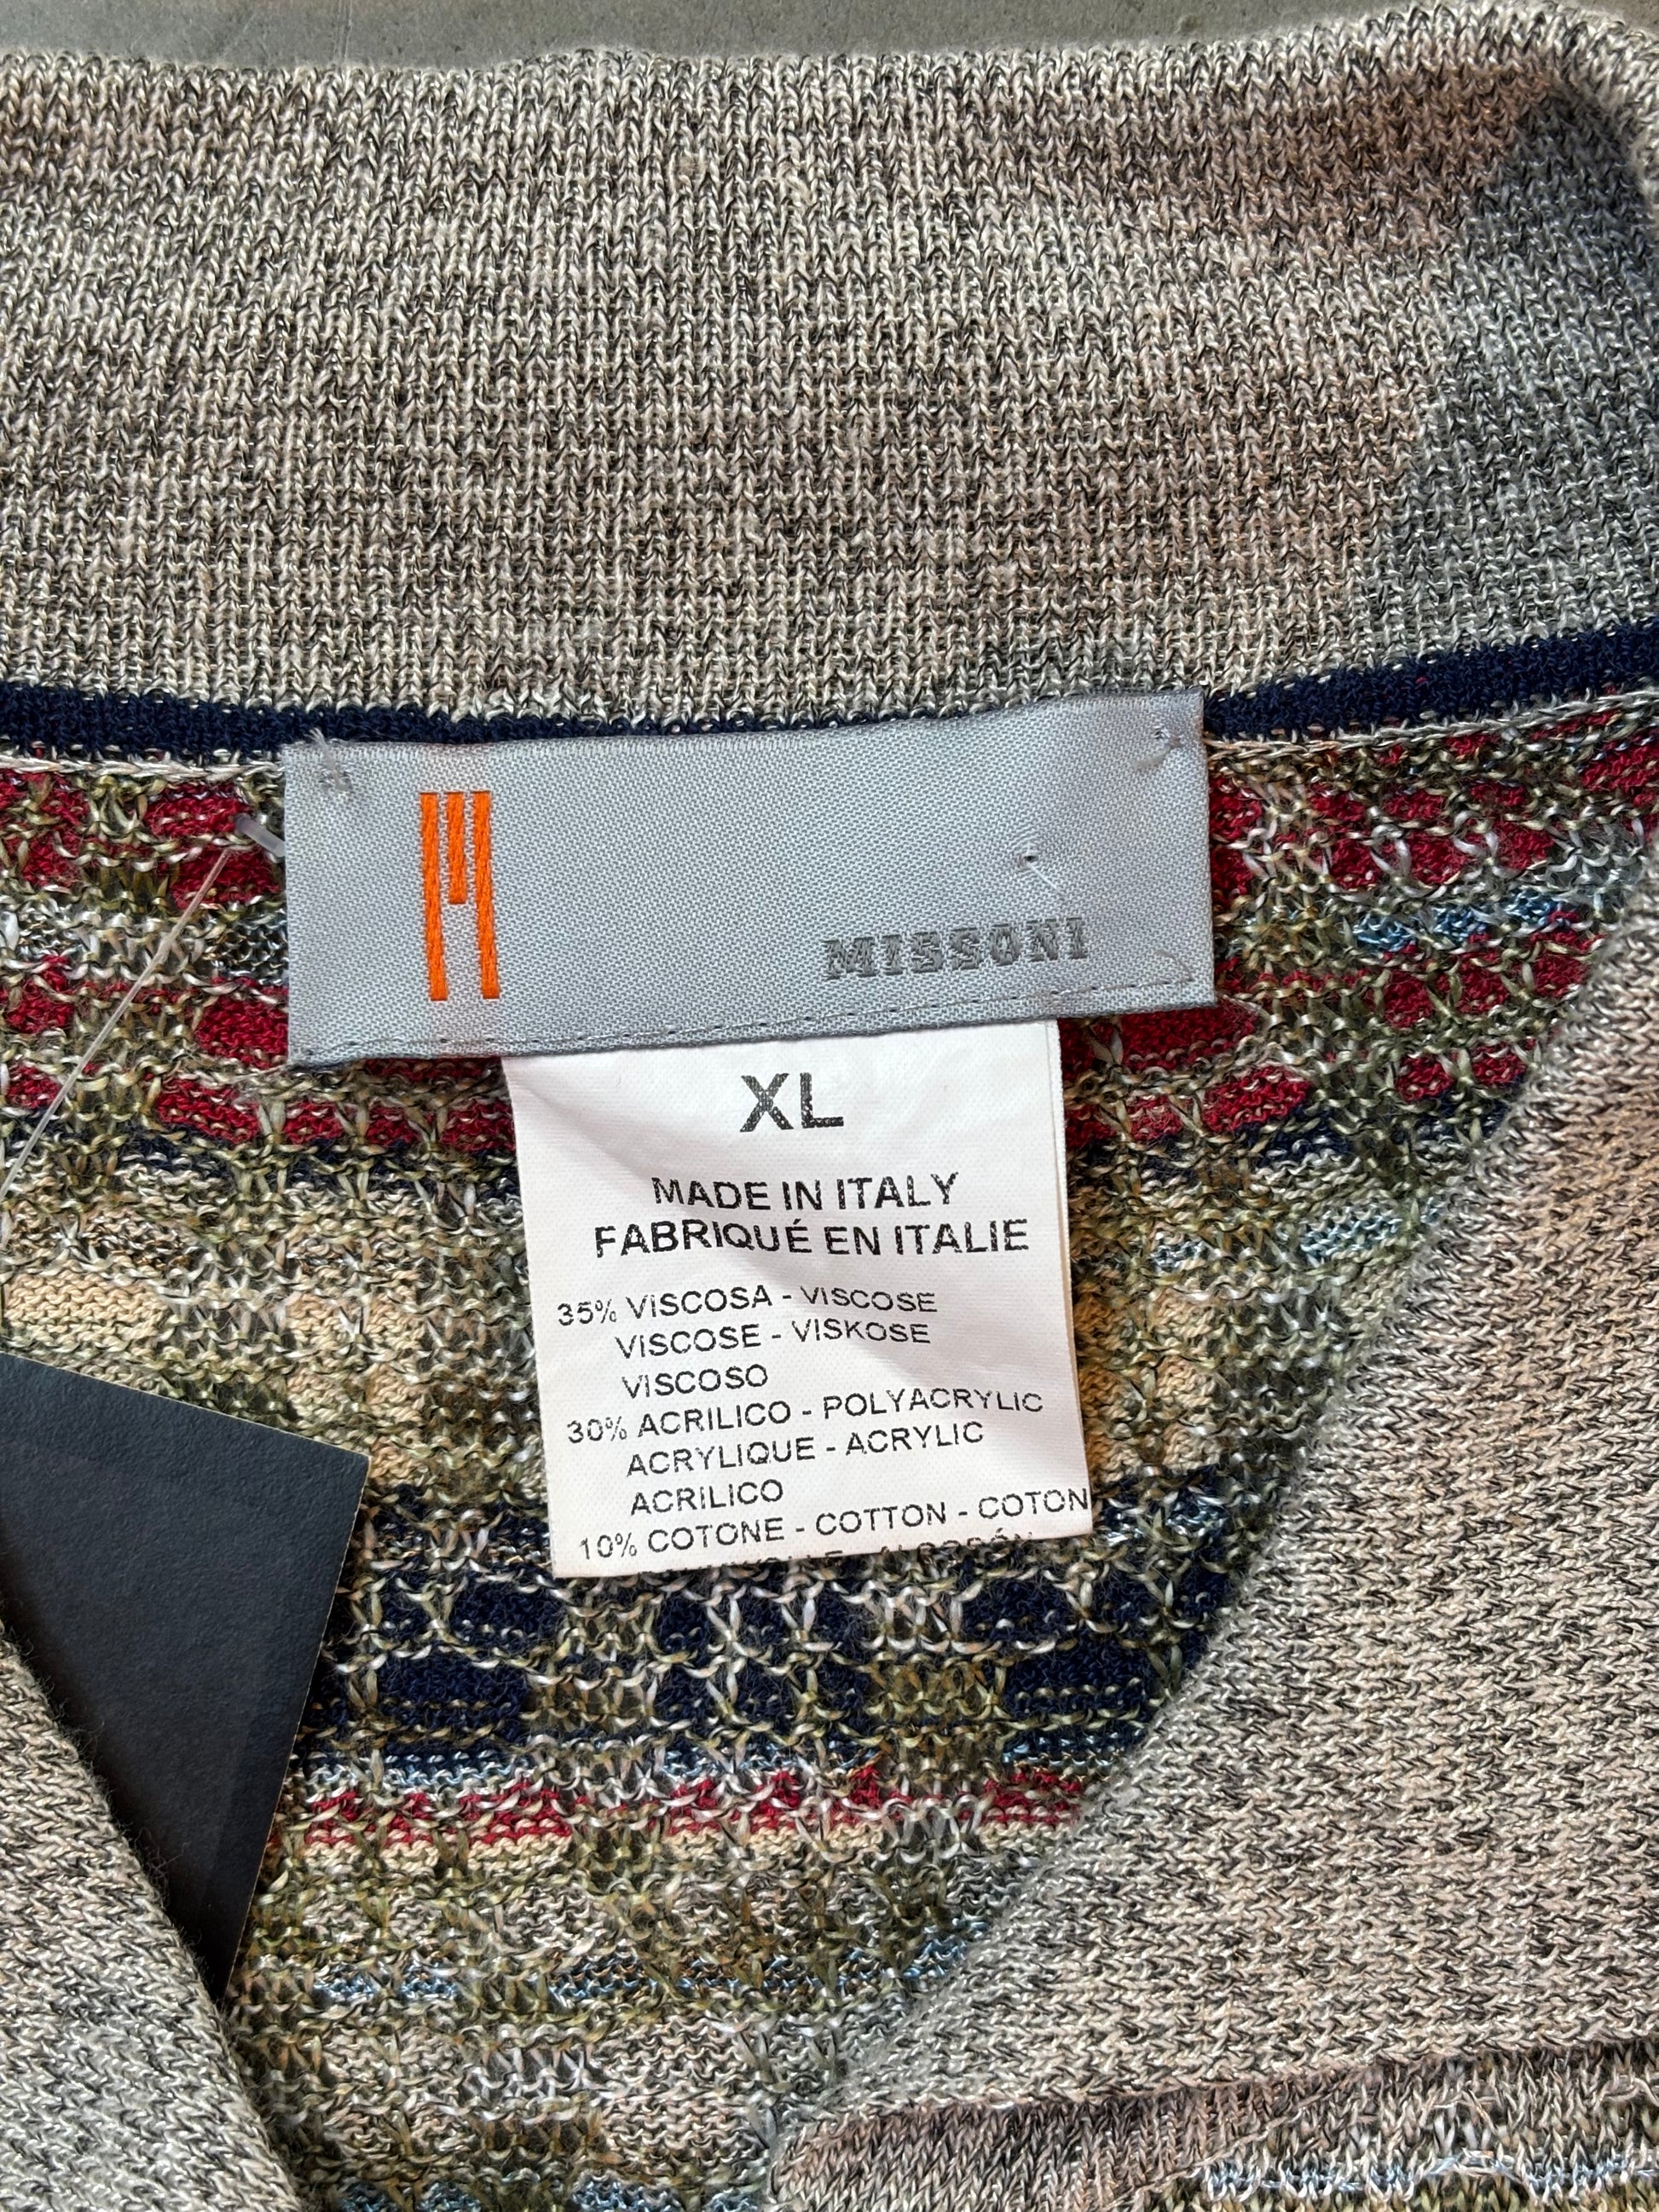 M
MISSONI
XL
MADE IN ITALY
FABRIQUÉ EN ITALIE
35% VISCOSA - VISCOSE
VISCOSE - VISKOSE
VISCOSO
30% ACRILICO - POLYACRYLIC
ACRYLIQUE - ACRYLIC
ACRILICO
10% COTONE - COTTON - COTON
- ALGODÓN